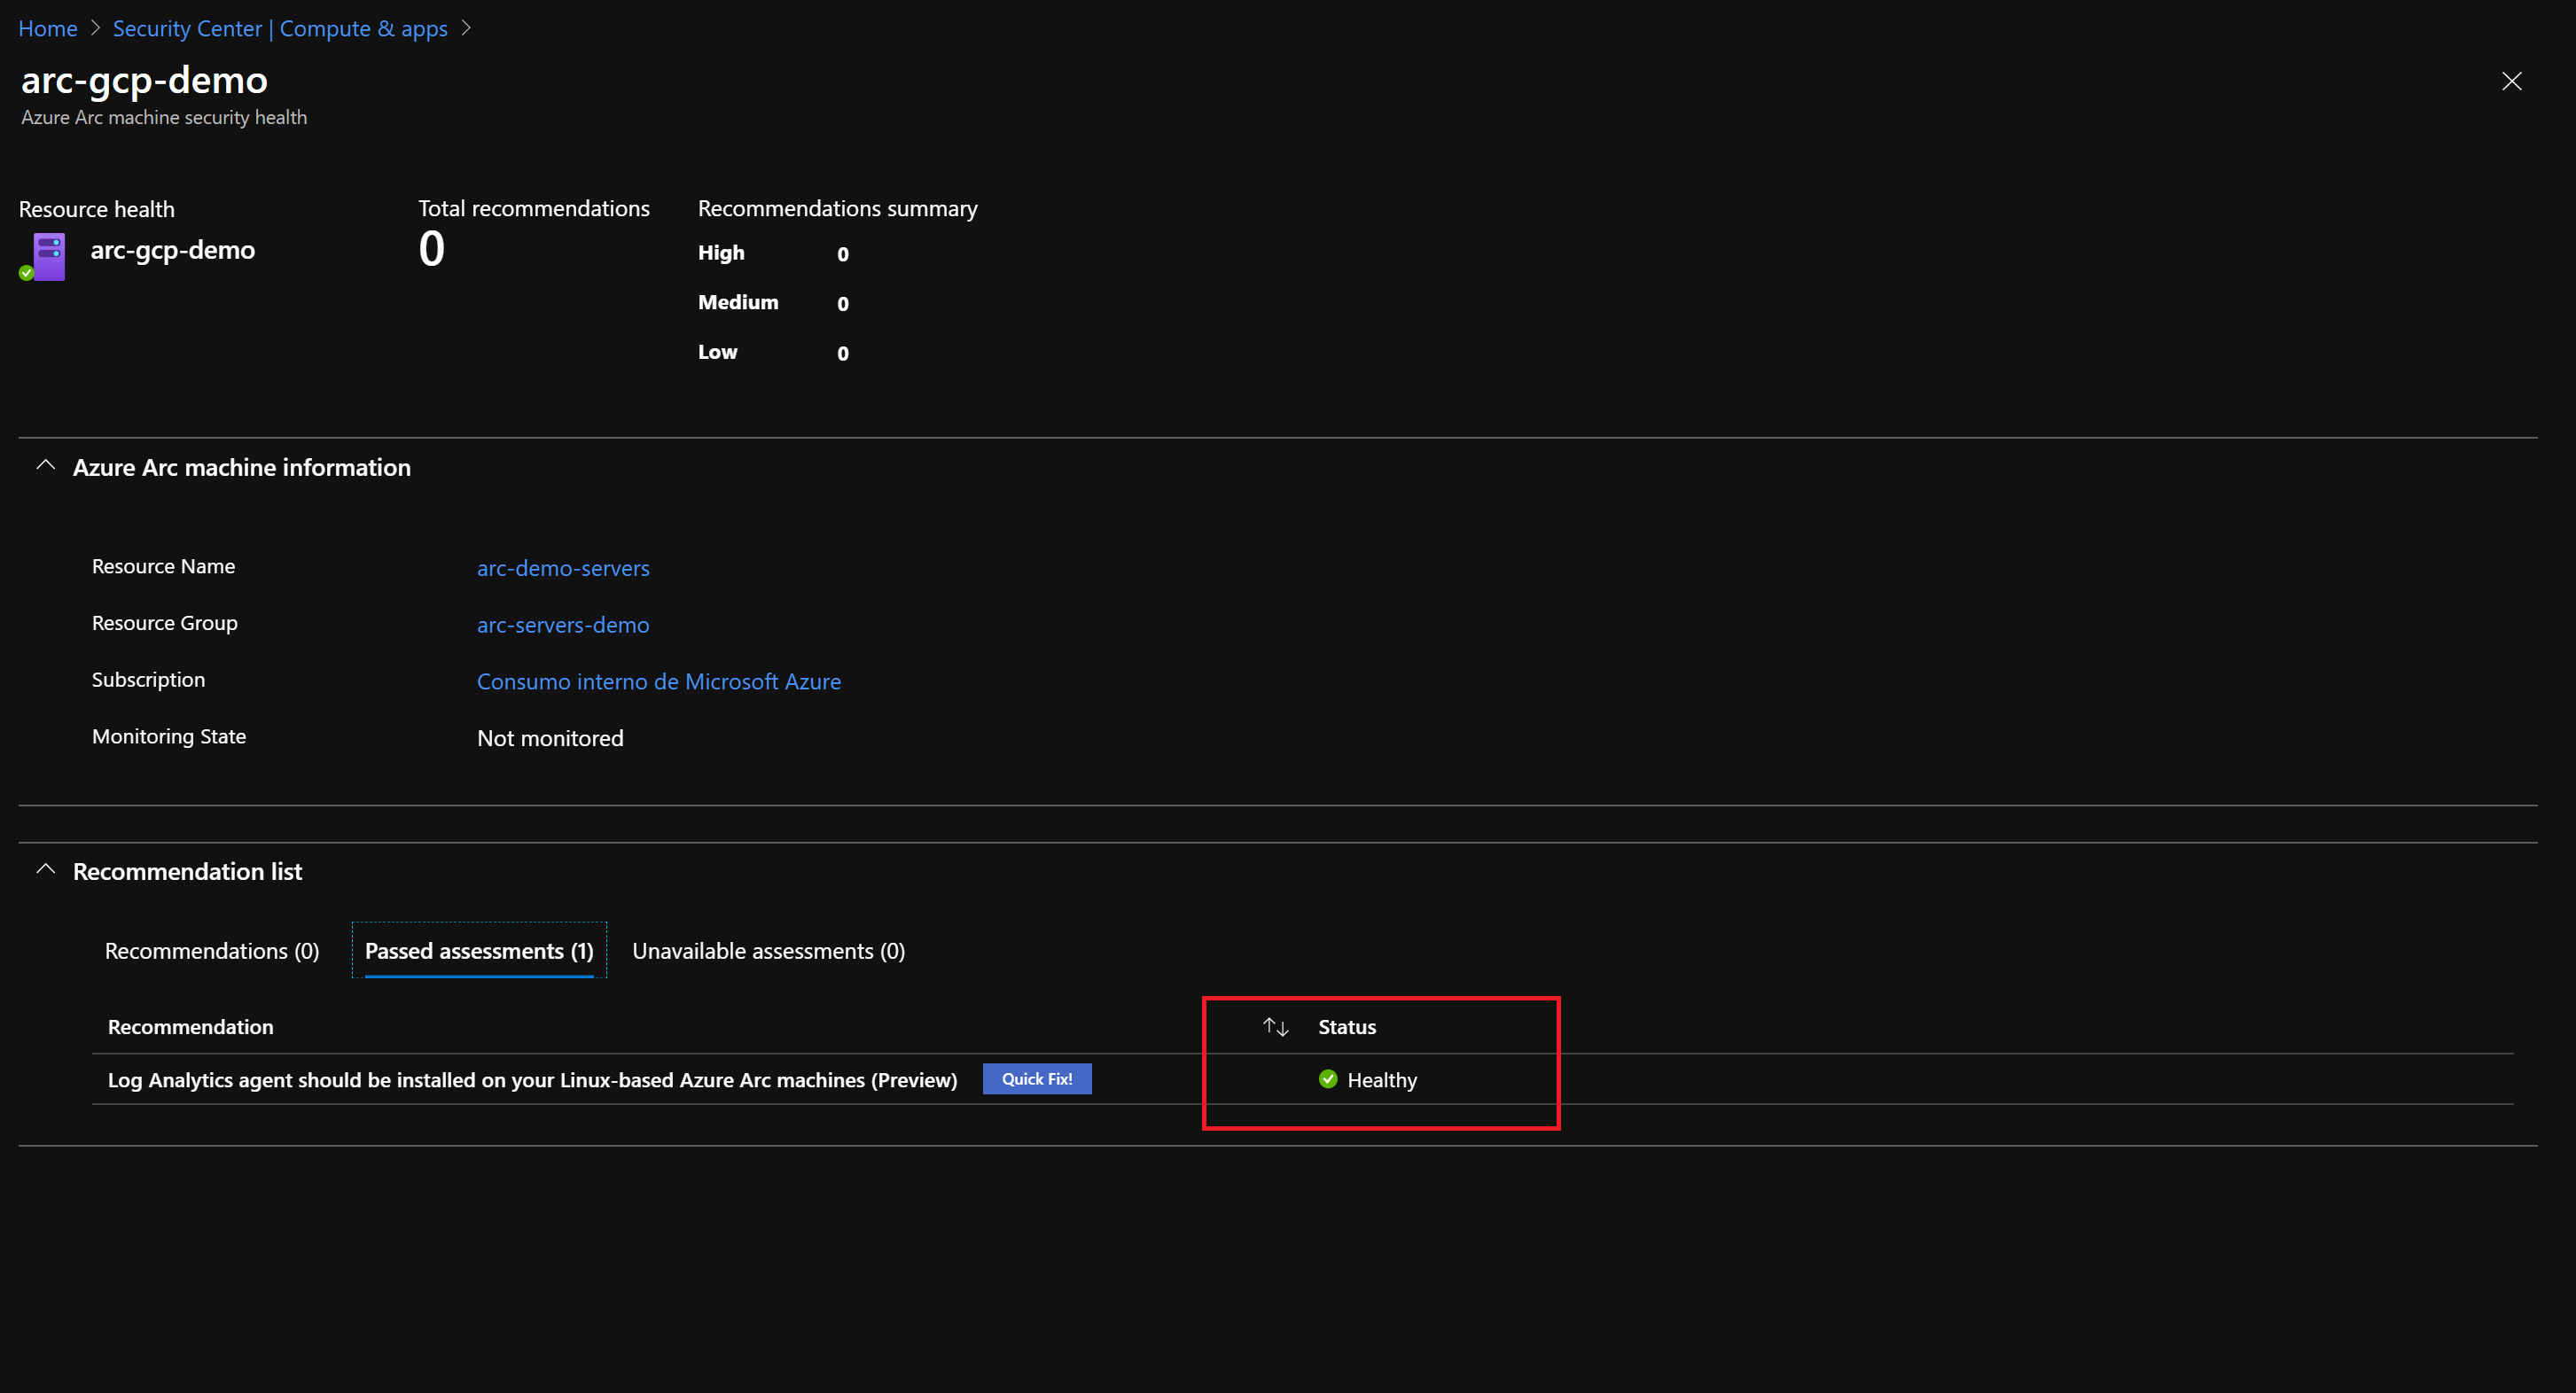 Home > Security Center | Compute & apps >
arc-gcp-demo
Azure Arc machine security health
Resource health
arc-gcp-demo
Total recommendations
0
Recommendations summary
High 0
Medium 0
Low 0
Azure Arc machine information
Resource Name arc-demo-servers
Resource Group arc-servers-demo
Subscription Consumo interno de Microsoft Azure
Monitoring State Not monitored
Recommendation list
Recommendations (0) Passed assessments (1) Unavailable assessments (0)
Recommendation ↑↓ Status
Log Analytics agent should be installed on your Linux-based Azure Arc machines (Preview) Quick Fix! Healthy